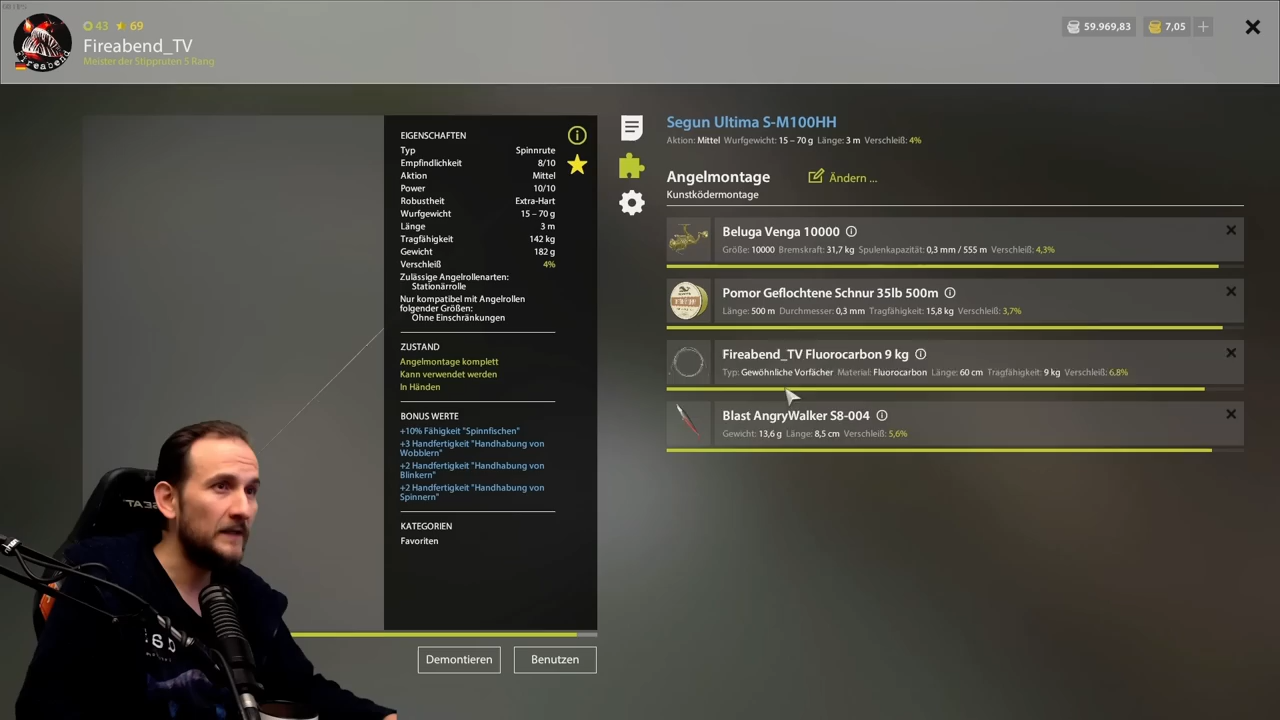 43 69
Fireabend_TV
Meister der Stippruten 5 Rang
59.969,83
7,05
EIGENSCHAFTEN
Typ Spinnrute
Empfindlichkeit 8/10
Aktion Mittel
Power 10/10
Robustheit Extra-Hart
Wurfgewicht 15 – 70 g
Länge 3 m
Tragfähigkeit 142 kg
Gewicht 182 g
Verschleiß 4%
Zulässige Angelrollenarten:
Stationärrolle
Nur kompatibel mit Angelrollen
folgender Größen:
Ohne Einschränkungen
ZUSTAND
Angelmontage komplett
Kann verwendet werden
In Händen
BONUS WERTE
+10% Fähigkeit "Spinnfischen"
+3 Handfertigkeit "Handhabung von
Wobblern"
+2 Handfertigkeit "Handhabung von
Blinkern"
+2 Handfertigkeit "Handhabung von
Spinnern"
KATEGORIEN
Favoriten
Demontieren
Benutzen
Segun Ultima S-M100HH
Aktion: Mittel Wurfgewicht: 15 – 70 g Länge: 3 m Verschleiß: 4%
Angelmontage
Ändern ...
Kunstködermontage
Beluga Venga 10000
Größe: 10000 Bremskraft: 31,7 kg Spulenkapazität: 0,3 mm / 555 m Verschleiß: 4,3%
Pomor Geflochtene Schnur 35lb 500m
Länge: 500 m Durchmesser: 0,3 mm Tragfähigkeit: 15,8 kg Verschleiß: 3,7%
Fireabend_TV Fluorocarbon 9 kg
Typ: Gewöhnliche Vorfächer Material: Fluorocarbon Länge: 60 cm Tragfähigkeit: 9 kg Verschleiß: 6,8%
Blast AngryWalker S8-004
Gewicht: 13,6 g Länge: 8,5 cm Verschleiß: 5,6%